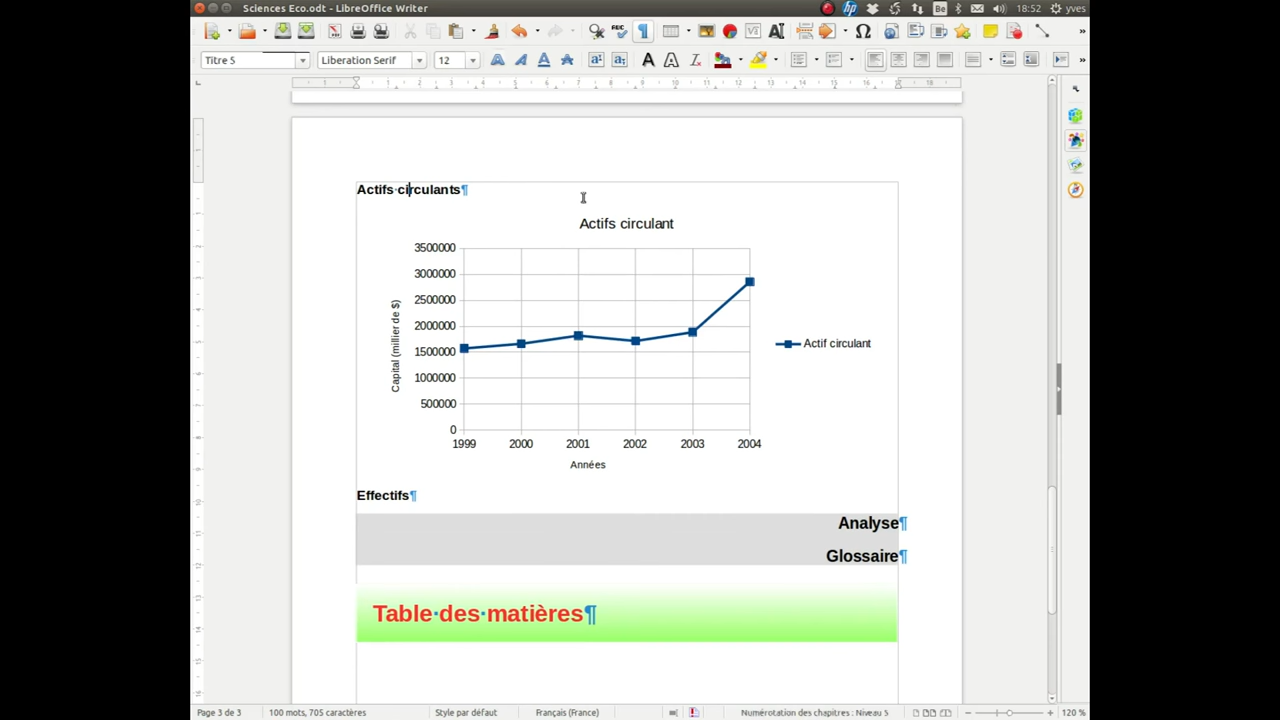 Sciences Eco.odt - LibreOffice Writer
hp
Be
18:52
yves
Titre 5
Liberation Serif
12
Actifs circulants¶
Actifs circulant
3500000
3000000
2500000
2000000
1500000
1000000
500000
0
Capital (millier de $)
1999 2000 2001 2002 2003 2004
Années
Actif circulant
Effectifs¶
Analyse¶
Glossaire¶
Table·des·matières¶
Page 3 de 3
100 mots, 705 caractères
Style par défaut
Français (France)
Numérotation des chapitres : Niveau 5
120 %